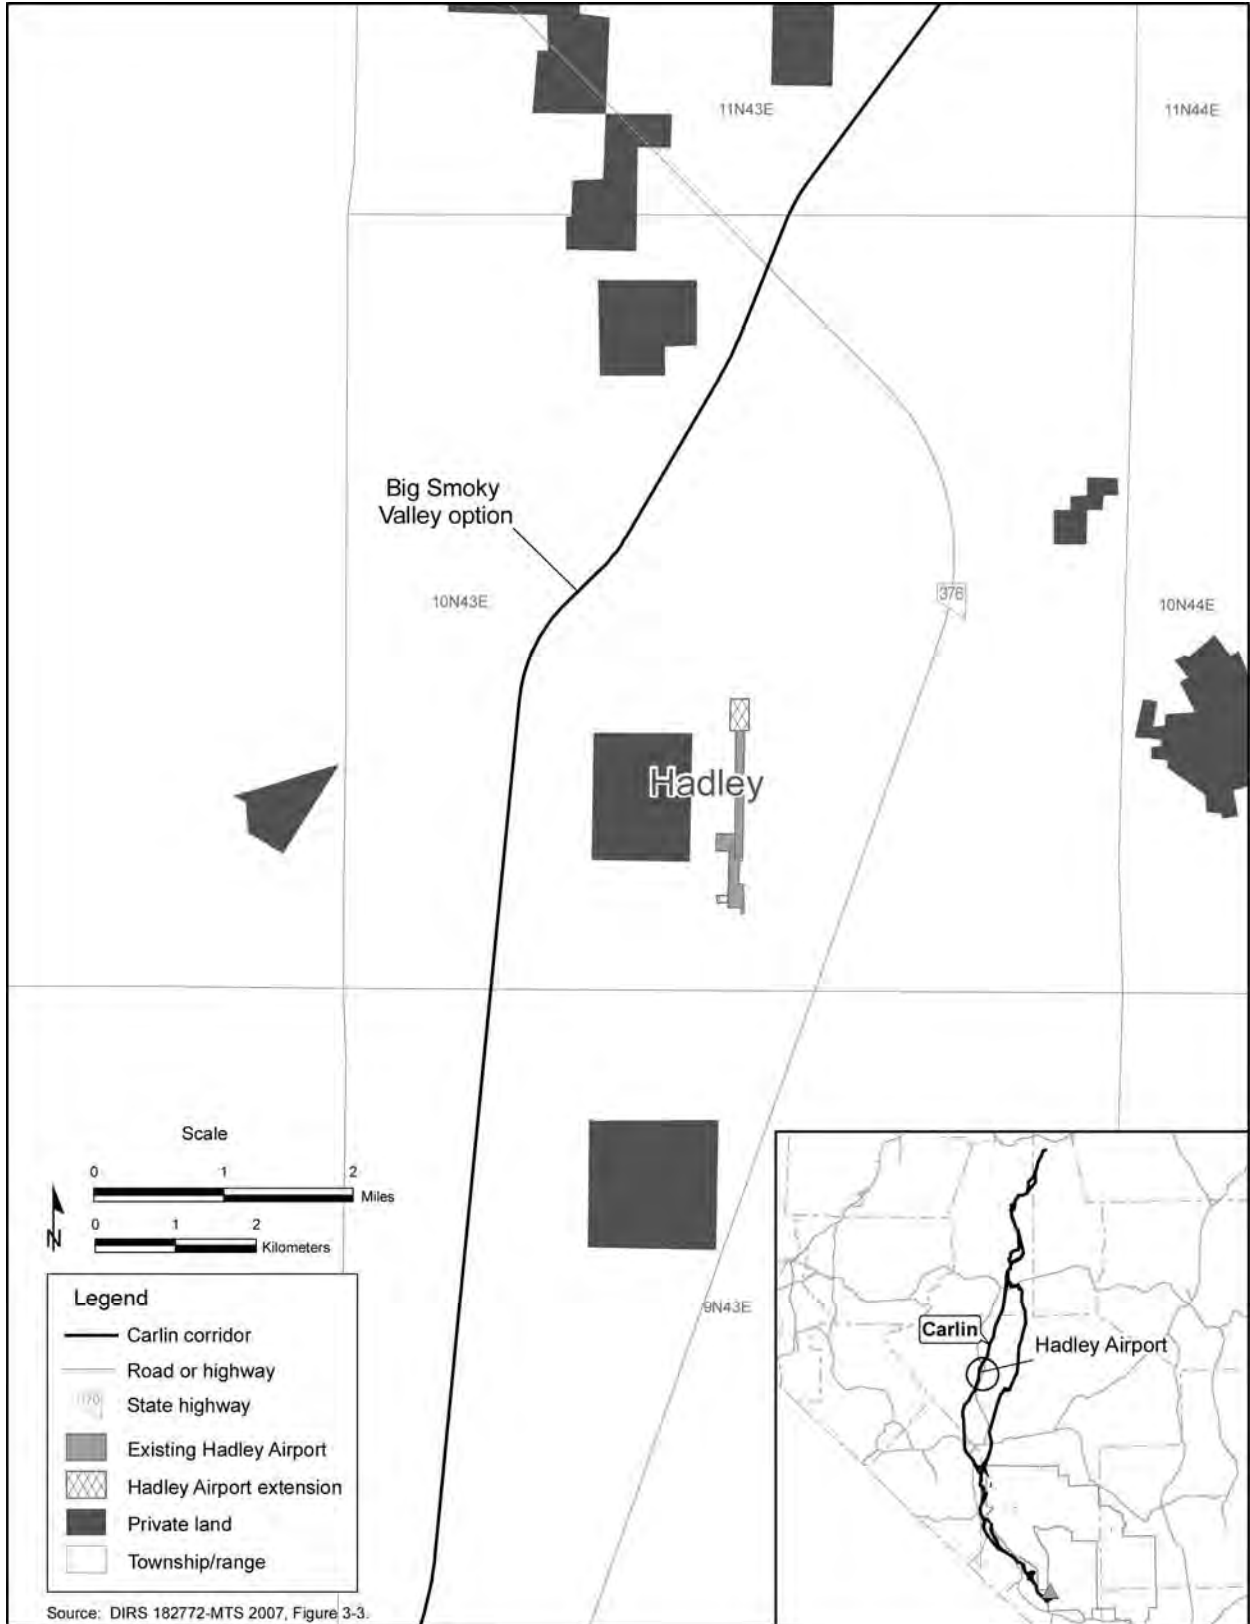 11N43E
11N44E
Big Smoky
Valley option
10N43E
376
10N44E
Hadley
Scale
0 1 2
Miles
0 1 2
Kilometers
N
9N43E
Legend
Carlin corridor
Road or highway
State highway
Existing Hadley Airport
Hadley Airport extension
Private land
Township/range
Carlin
Hadley Airport
Source: DIRS 182772-MTS 2007, Figure 3-3.